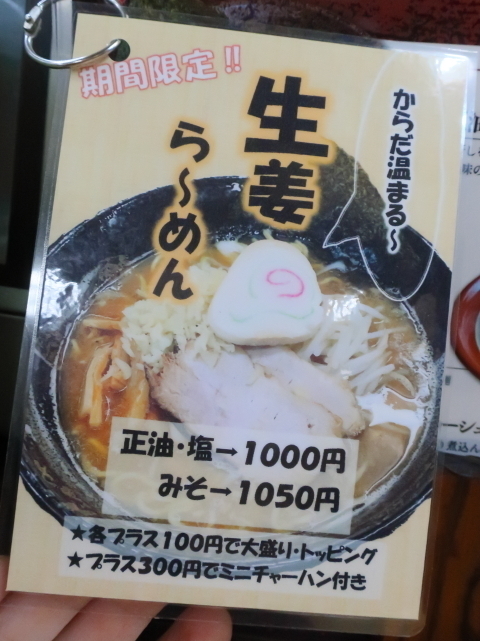 期間限定!!
生姜
ら〜めん
からだ温まる〜
正油・塩→1000円
みそ→1050円
★各プラス100円で大盛り・トッピング
★プラス300円でミニチャーハン付き